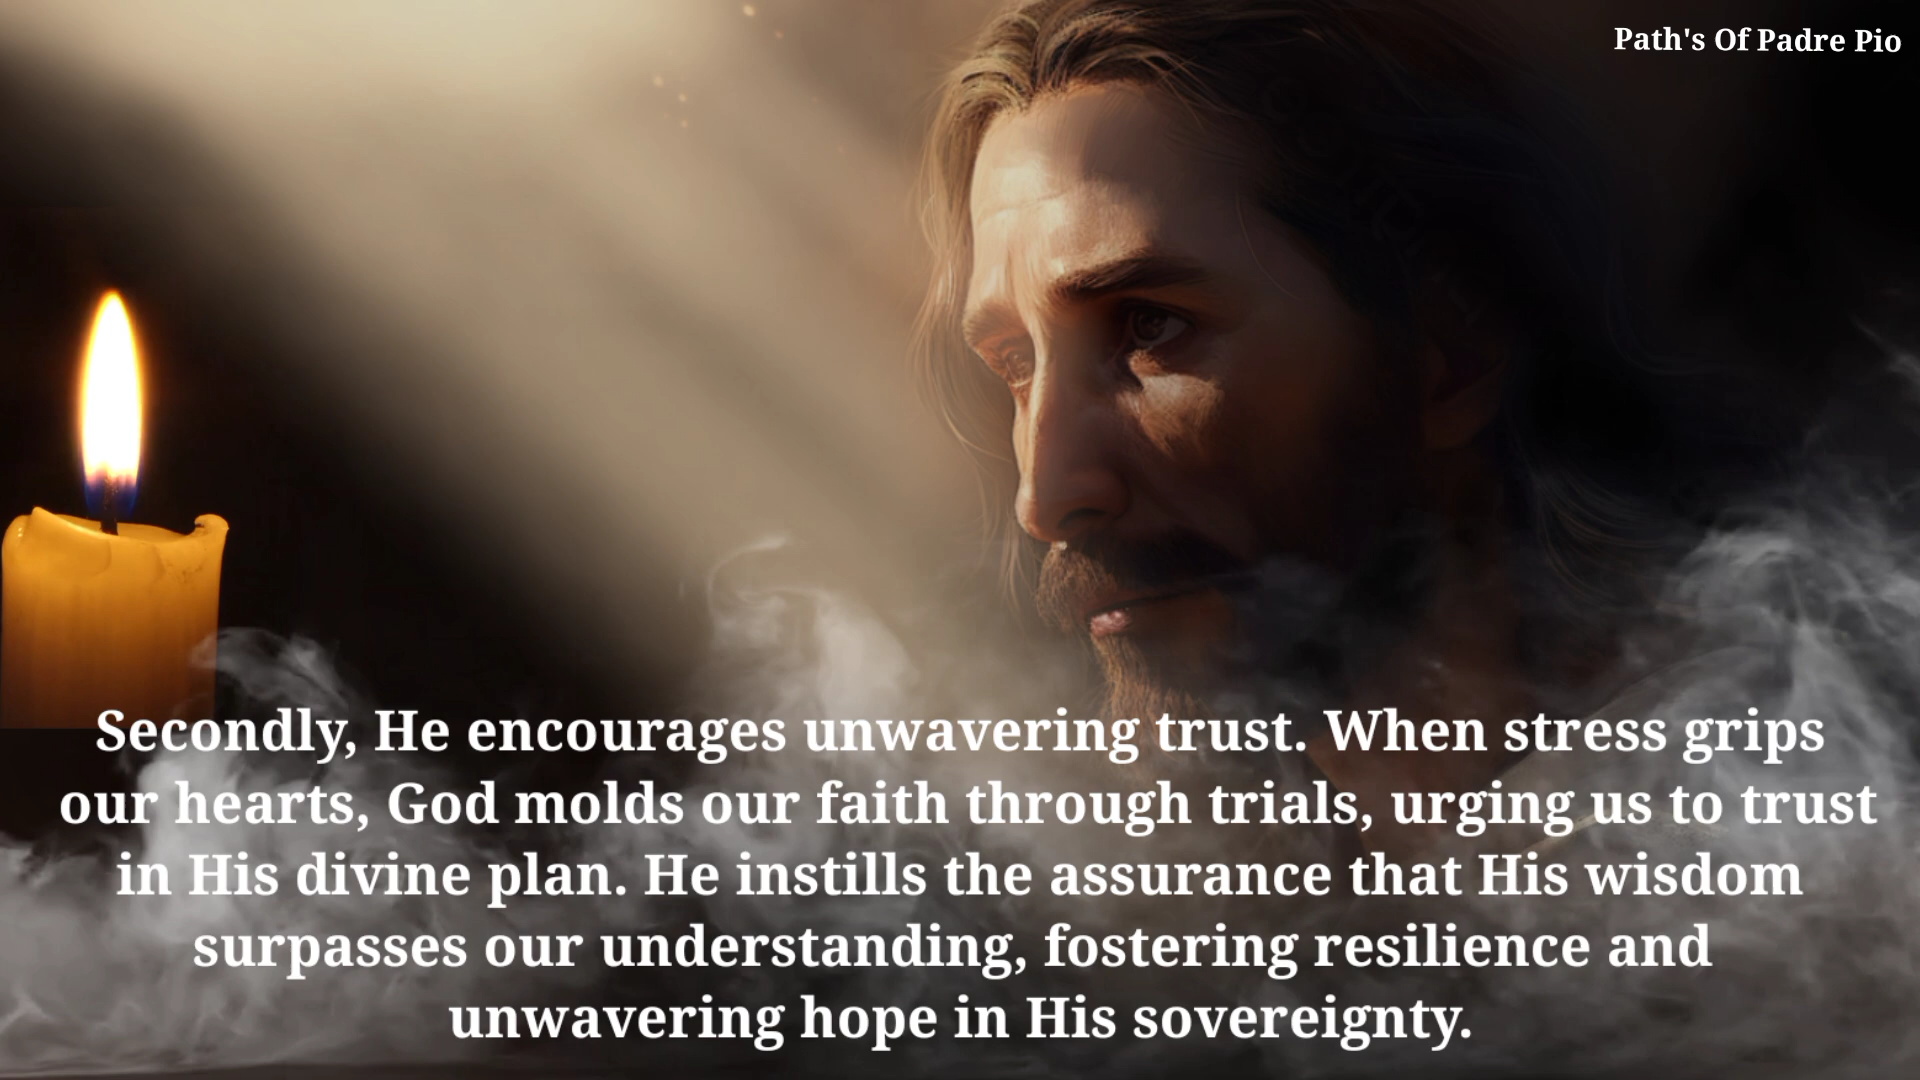 Path's Of Padre Pio
Secondly, He encourages unwavering trust. When stress grips
our hearts, God molds our faith through trials, urging us to trust
in His divine plan. He instills the assurance that His wisdom
surpasses our understanding, fostering resilience and
unwavering hope in His sovereignty.